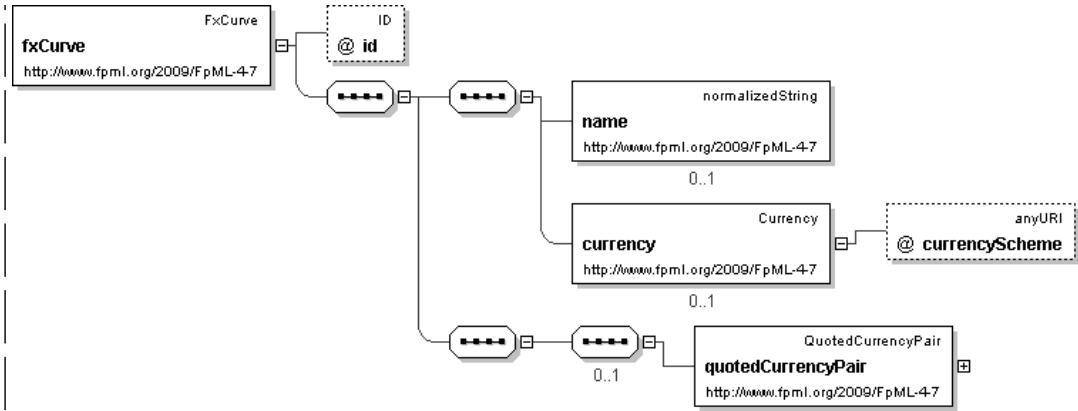 FxCurve
fxCurve
http://www.fpml.org/2009/FpML-4-7
ID
@ id
normalizedString
name
http://www.fpml.org/2009/FpML-4-7
0..1
Currency
currency
http://www.fpml.org/2009/FpML-4-7
0..1
anyURI
@ currencyScheme
0..1
QuotedCurrencyPair
quotedCurrencyPair
http://www.fpml.org/2009/FpML-4-7